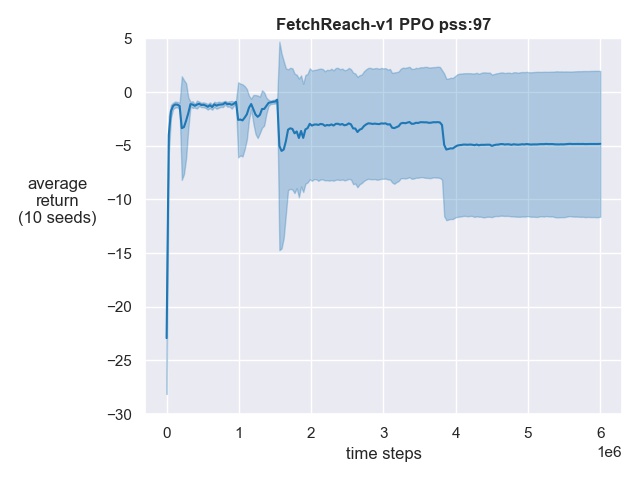 FetchReach-v1 PPO pss:97
5
0
−5
−10
−15
−20
−25
−30
average
return
(10 seeds)
0 1 2 3 4 5 6
1e6
time steps